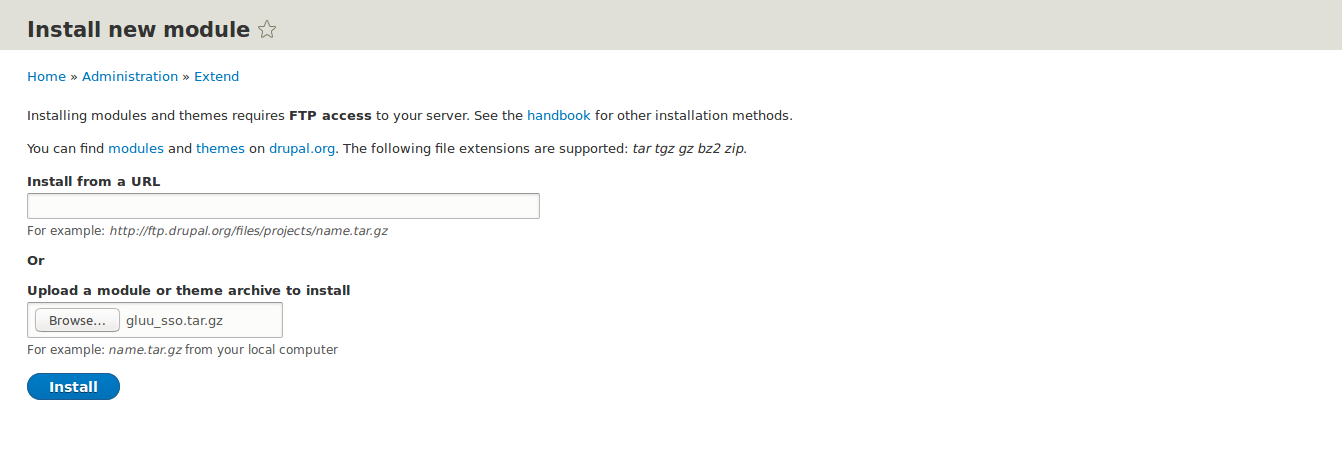 Install new module
Home » Administration » Extend
Installing modules and themes requires FTP access to your server. See the handbook for other installation methods.
You can find modules and themes on drupal.org. The following file extensions are supported: tar tgz gz bz2 zip.
Install from a URL
For example: http://ftp.drupal.org/files/projects/name.tar.gz
Or
Upload a module or theme archive to install
Browse... gluu_sso.tar.gz
For example: name.tar.gz from your local computer
Install